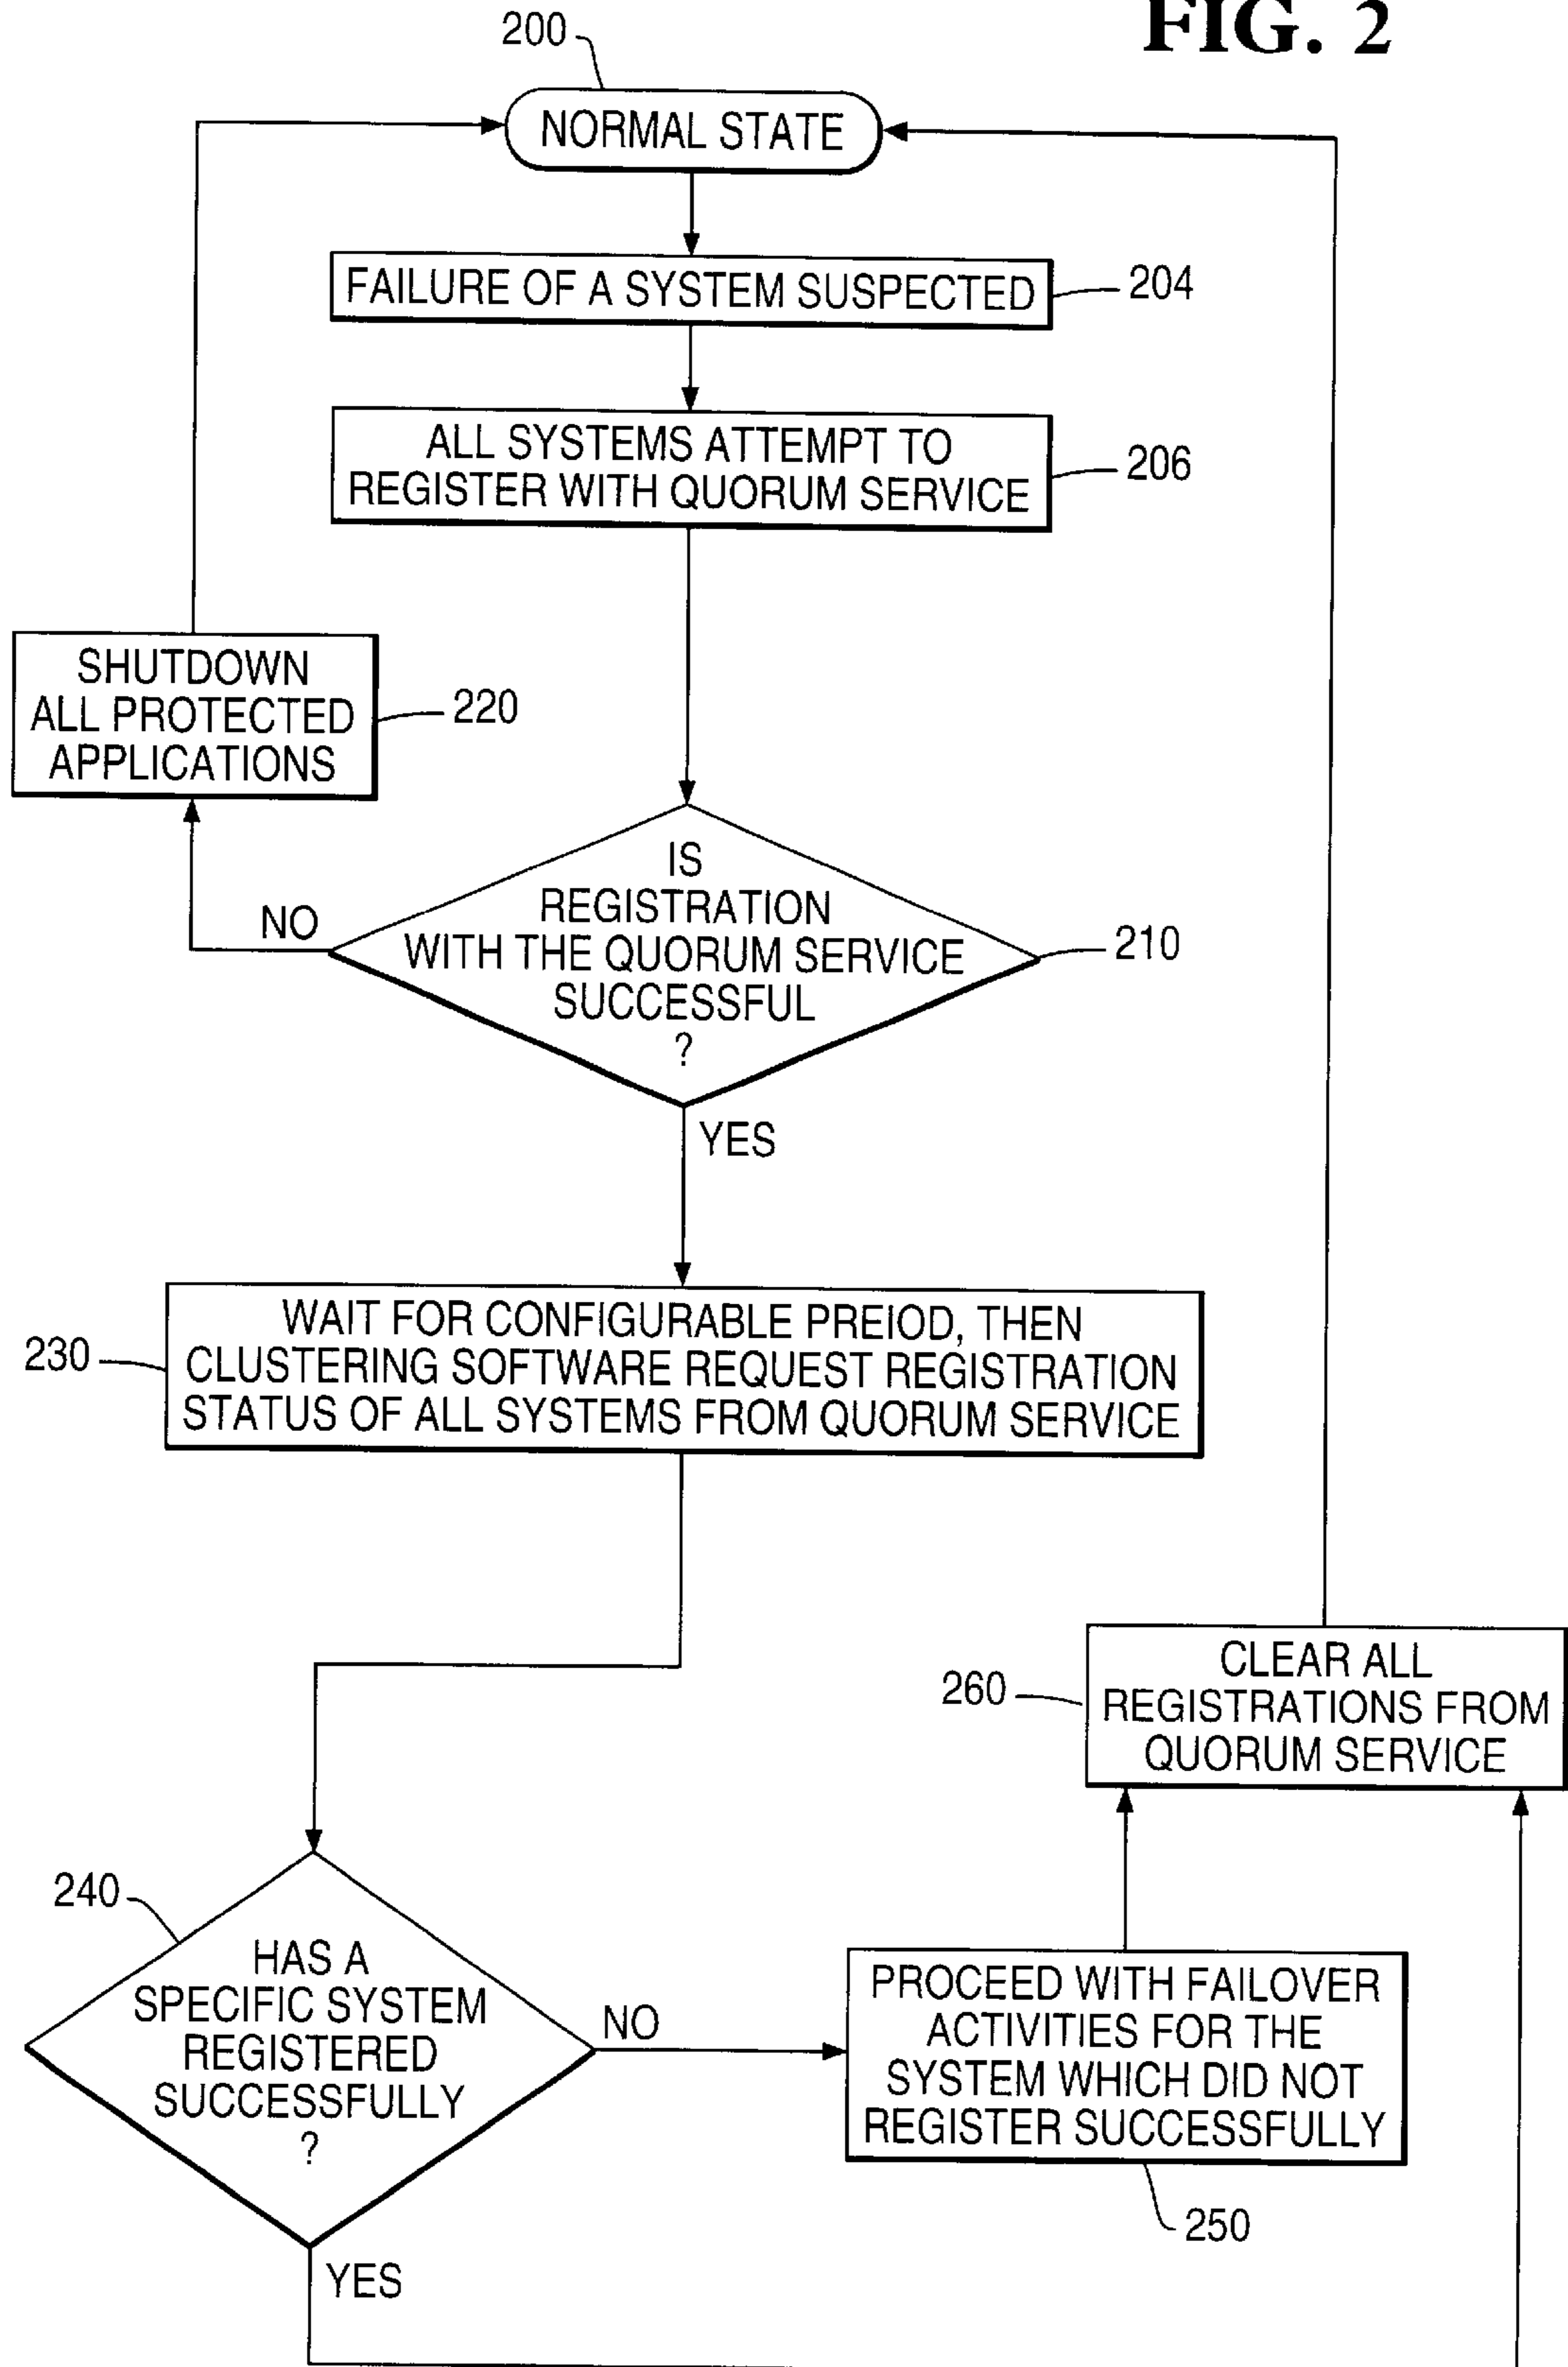 FIG. 2
200
NORMAL STATE
FAILURE OF A SYSTEM SUSPECTED
204
ALL SYSTEMS ATTEMPT TO
REGISTER WITH QUORUM SERVICE
206
SHUTDOWN
ALL PROTECTED
APPLICATIONS
220
IS
REGISTRATION
WITH THE QUORUM SERVICE
SUCCESSFUL
?
210
NO
YES
230
WAIT FOR CONFIGURABLE PREIOD, THEN
CLUSTERING SOFTWARE REQUEST REGISTRATION
STATUS OF ALL SYSTEMS FROM QUORUM SERVICE
260
CLEAR ALL
REGISTRATIONS FROM
QUORUM SERVICE
240
HAS A
SPECIFIC SYSTEM
REGISTERED
SUCCESSFULLY
?
NO
PROCEED WITH FAILOVER
ACTIVITIES FOR THE
SYSTEM WHICH DID NOT
REGISTER SUCCESSFULLY
250
YES